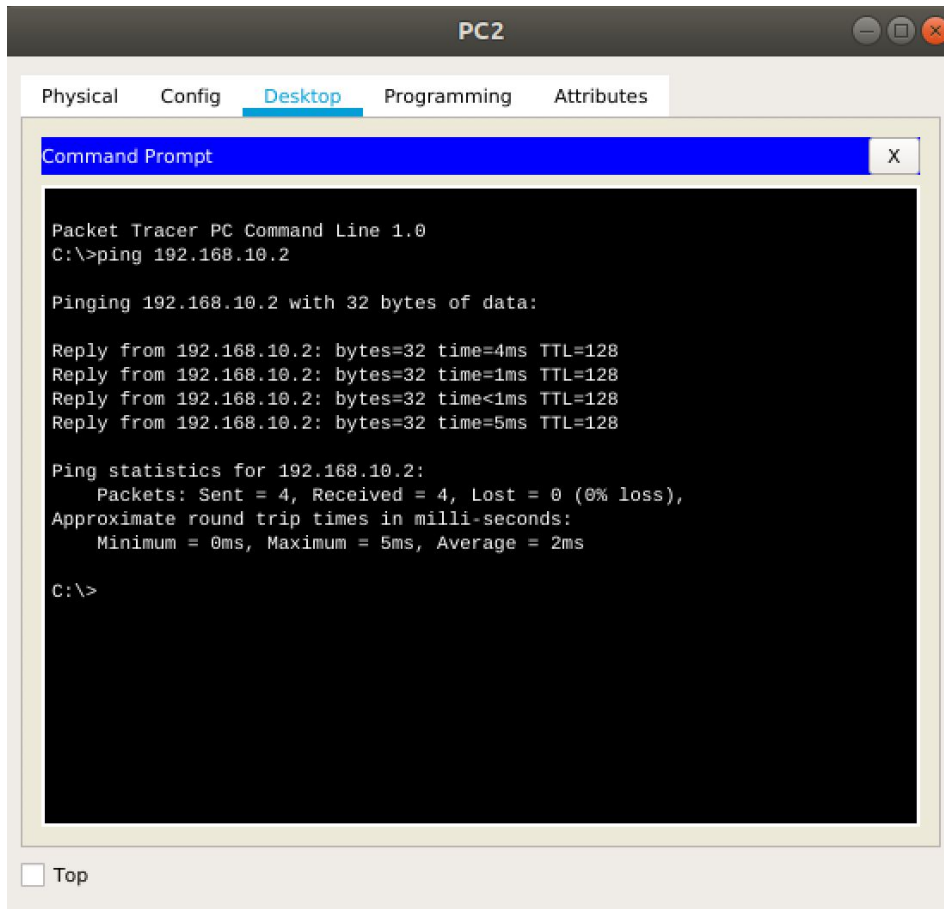 PC2
Physical Config Desktop Programming Attributes
Command Prompt X
Packet Tracer PC Command Line 1.0
C:\>ping 192.168.10.2
Pinging 192.168.10.2 with 32 bytes of data:
Reply from 192.168.10.2: bytes=32 time=4ms TTL=128
Reply from 192.168.10.2: bytes=32 time=1ms TTL=128
Reply from 192.168.10.2: bytes=32 time<1ms TTL=128
Reply from 192.168.10.2: bytes=32 time=5ms TTL=128
Ping statistics for 192.168.10.2:
Packets: Sent = 4, Received = 4, Lost = 0 (0% loss),
Approximate round trip times in milli-seconds:
Minimum = 0ms, Maximum = 5ms, Average = 2ms
C:\>
Top